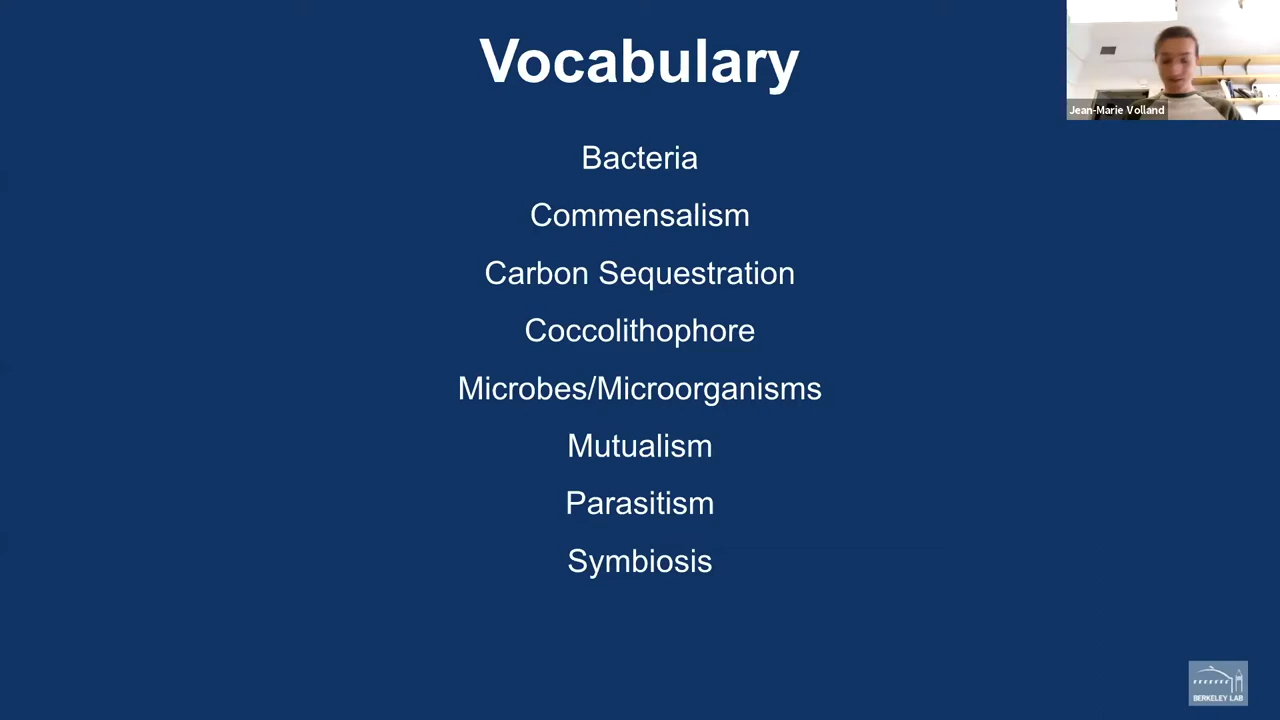 Vocabulary
Jean-Marie Volland
Bacteria
Commensalism
Carbon Sequestration
Coccolithophore
Microbes/Microorganisms
Mutualism
Parasitism
Symbiosis
BERKELEY LAB